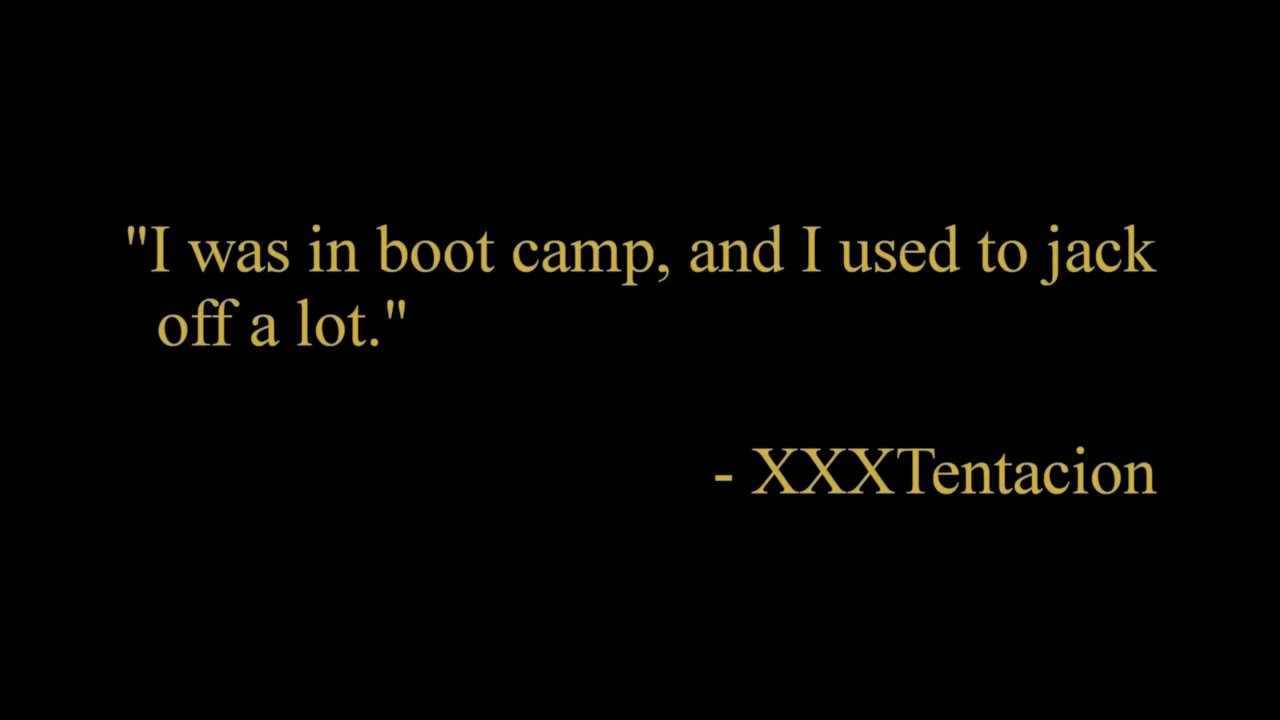 "I was in boot camp, and I used to jack
off a lot."
- XXXTentacion